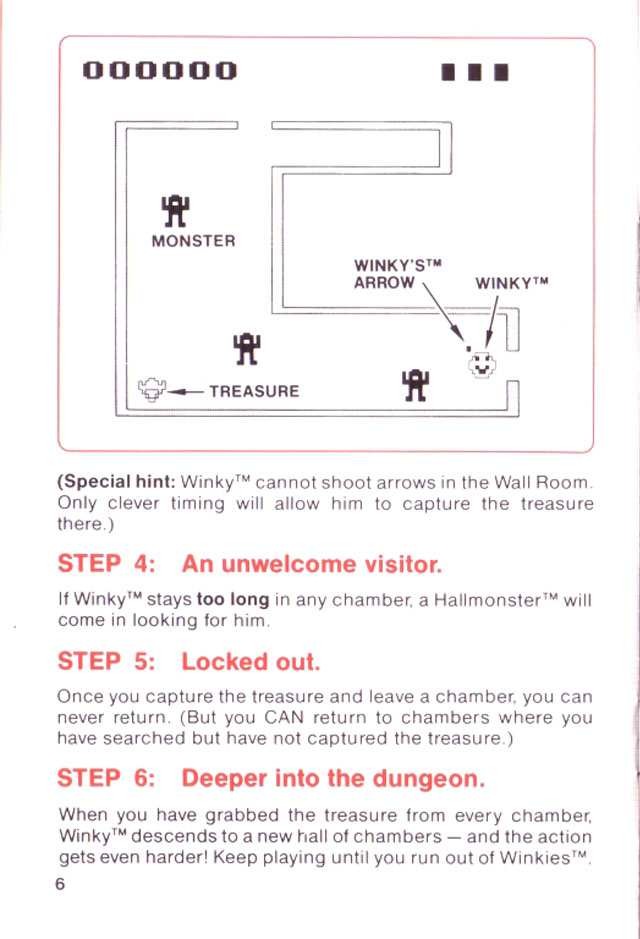 000000
MONSTER
WINKY'S™
ARROW
WINKY™
TREASURE
(Special hint: Winky™ cannot shoot arrows in the Wall Room.
Only clever timing will allow him to capture the treasure
there.)
STEP 4: An unwelcome visitor.
If Winky™ stays too long in any chamber, a Hallmonster™ will
come in looking for him.
STEP 5: Locked out.
Once you capture the treasure and leave a chamber, you can
never return. (But you CAN return to chambers where you
have searched but have not captured the treasure.)
STEP 6: Deeper into the dungeon.
When you have grabbed the treasure from every chamber,
Winky™ descends to a new hall of chambers — and the action
gets even harder! Keep playing until you run out of Winkies™.
6